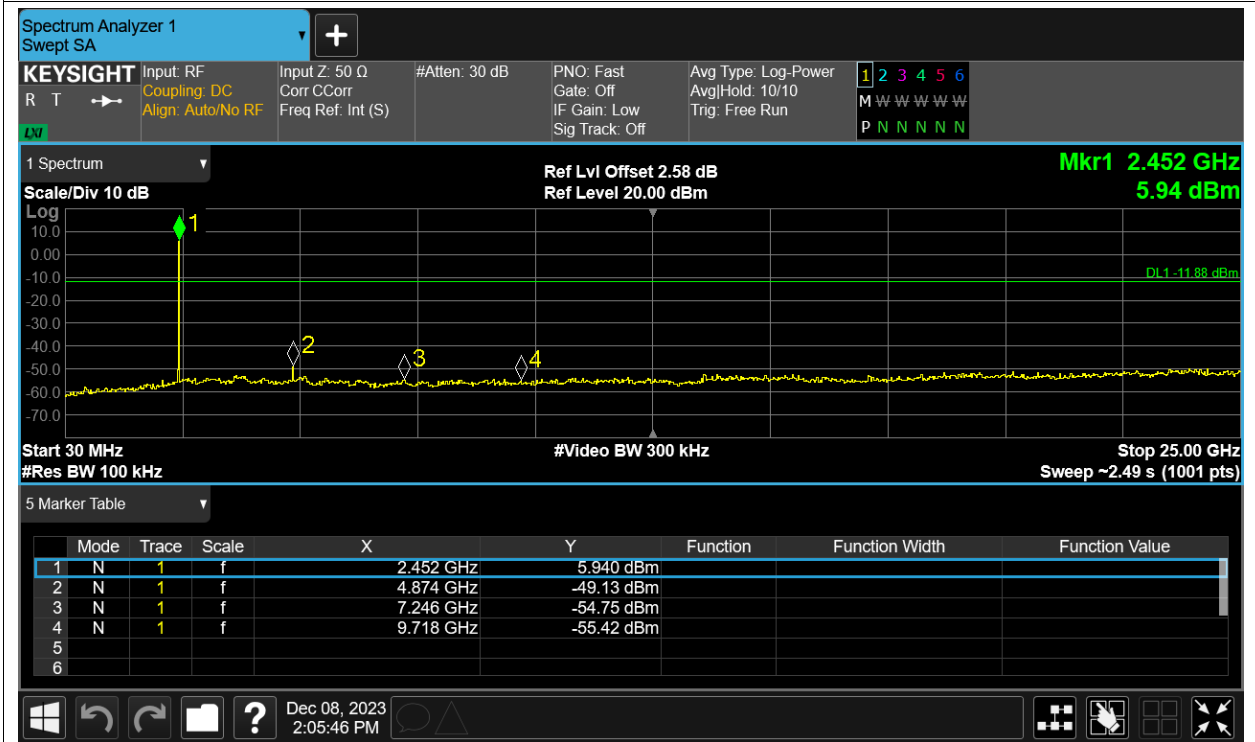 Spectrum Analyzer 1
Swept SA
+
KEYSIGHT Input: RF Input Z: 50 Ω #Atten: 30 dB PNO: Fast Avg Type: Log-Power 1 2 3 4 5 6
R T Coupling: DC Corr CCorr Gate: Off Avg|Hold: 10/10 M W W W W W
Align: Auto/No RF Freq Ref: Int (S) IF Gain: Low Trig: Free Run
LXI Sig Track: Off P N N N N N
1 Spectrum Ref Lvl Offset 2.58 dB Mkr1 2.452 GHz
Scale/Div 10 dB Ref Level 20.00 dBm 5.94 dBm
Log
1
10.0
0.00
DL1 -11.88 dBm
-10.0
-20.0
-30.0
-40.0
2
3
4
-50.0
-60.0
-70.0
Start 30 MHz #Video BW 300 kHz Stop 25.00 GHz
#Res BW 100 kHz Sweep ~2.49 s (1001 pts)
5 Marker Table
Mode Trace Scale X Y Function Function Width Function Value
1 N 1 f 2.452 GHz 5.940 dBm
2 N 1 f 4.874 GHz -49.13 dBm
3 N 1 f 7.246 GHz -54.75 dBm
4 N 1 f 9.718 GHz -55.42 dBm
5
6
? Dec 08, 2023
2:05:46 PM